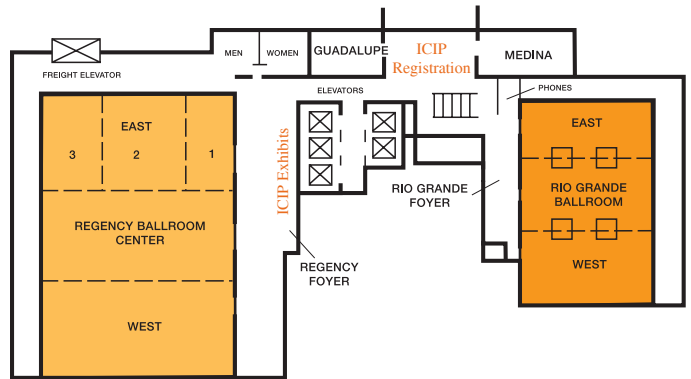 MEN
WOMEN
GUADALUPE
ICIP
Registration
MEDINA
FREIGHT ELEVATOR
ELEVATORS
PHONES
EAST
3
2
1
ICIP Exhibits
EAST
RIO GRANDE
FOYER
RIO GRANDE
BALLROOM
REGENCY BALLROOM
CENTER
REGENCY
FOYER
WEST
WEST